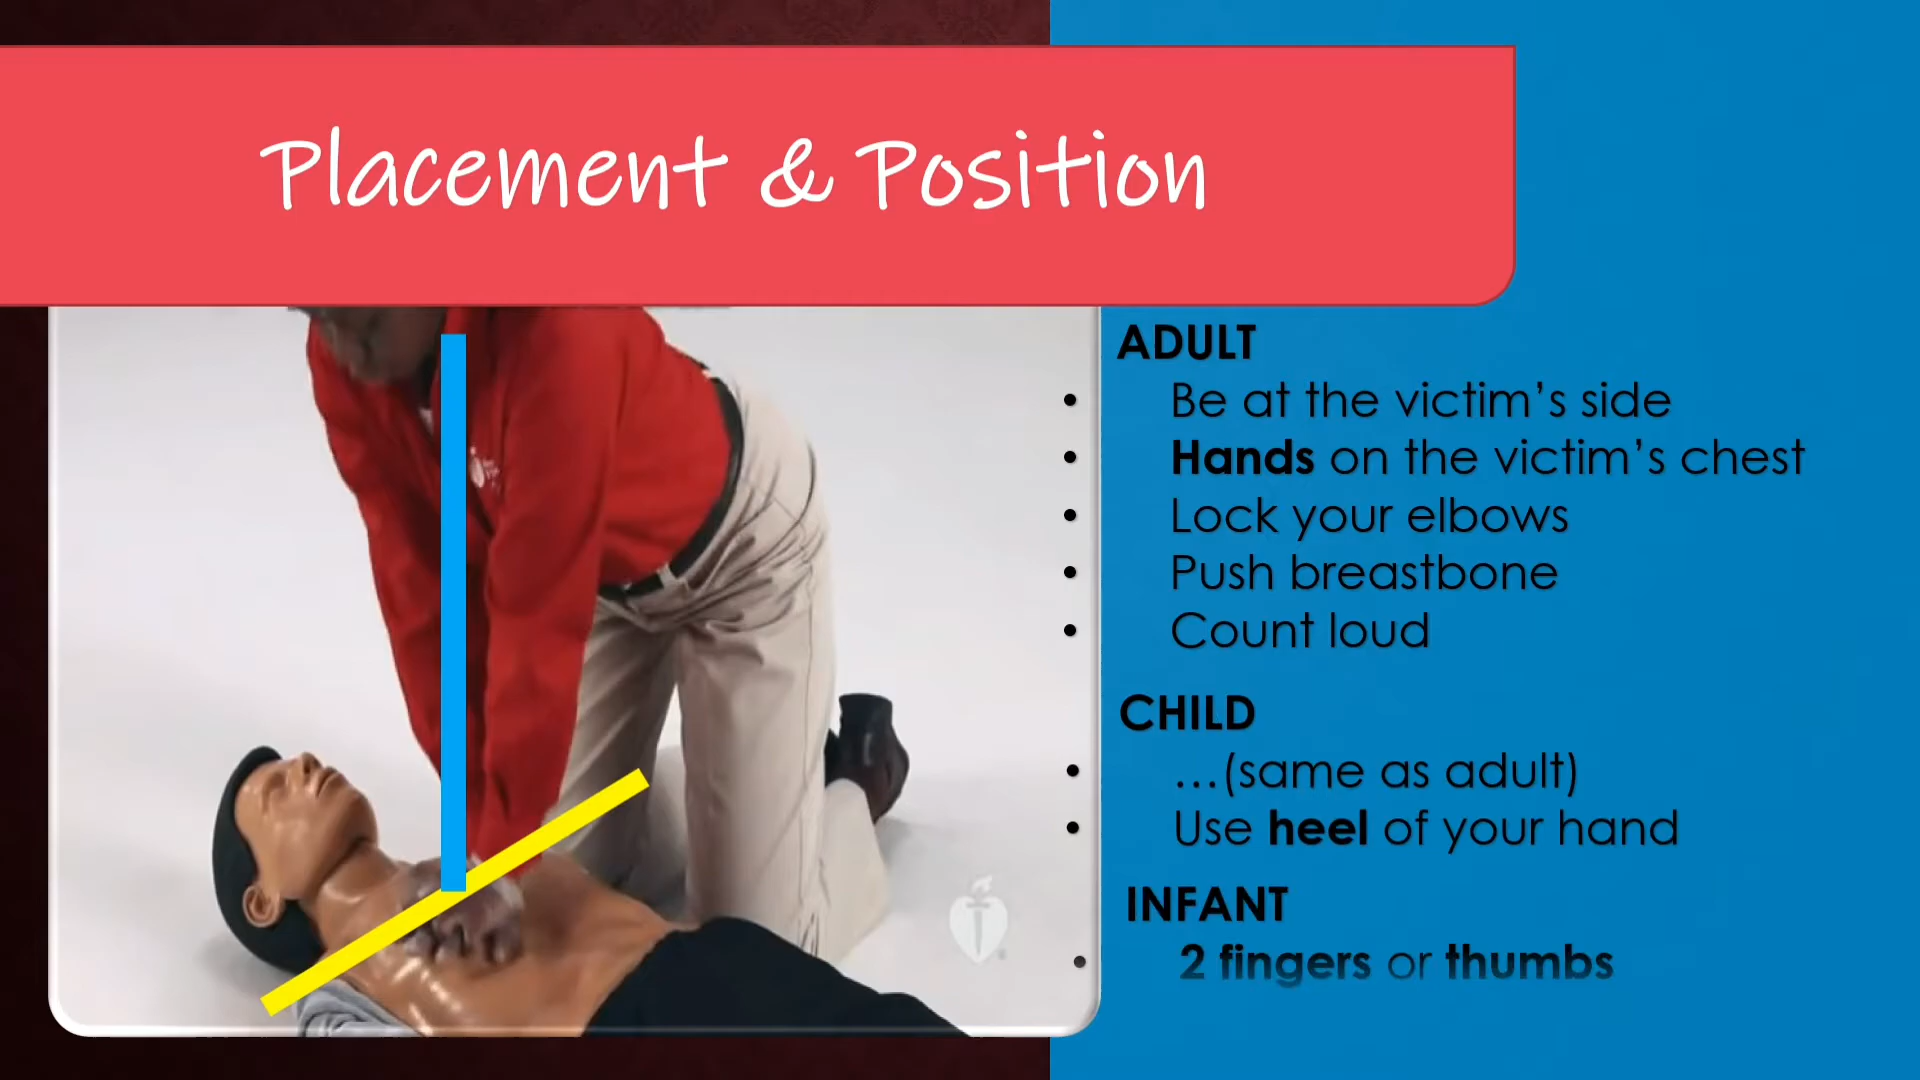 Placement & Position
ADULT
• Be at the victim’s side
• Hands on the victim’s chest
• Lock your elbows
• Push breastbone
• Count loud
CHILD
• …(same as adult)
• Use heel of your hand
INFANT
• 2 fingers or thumbs